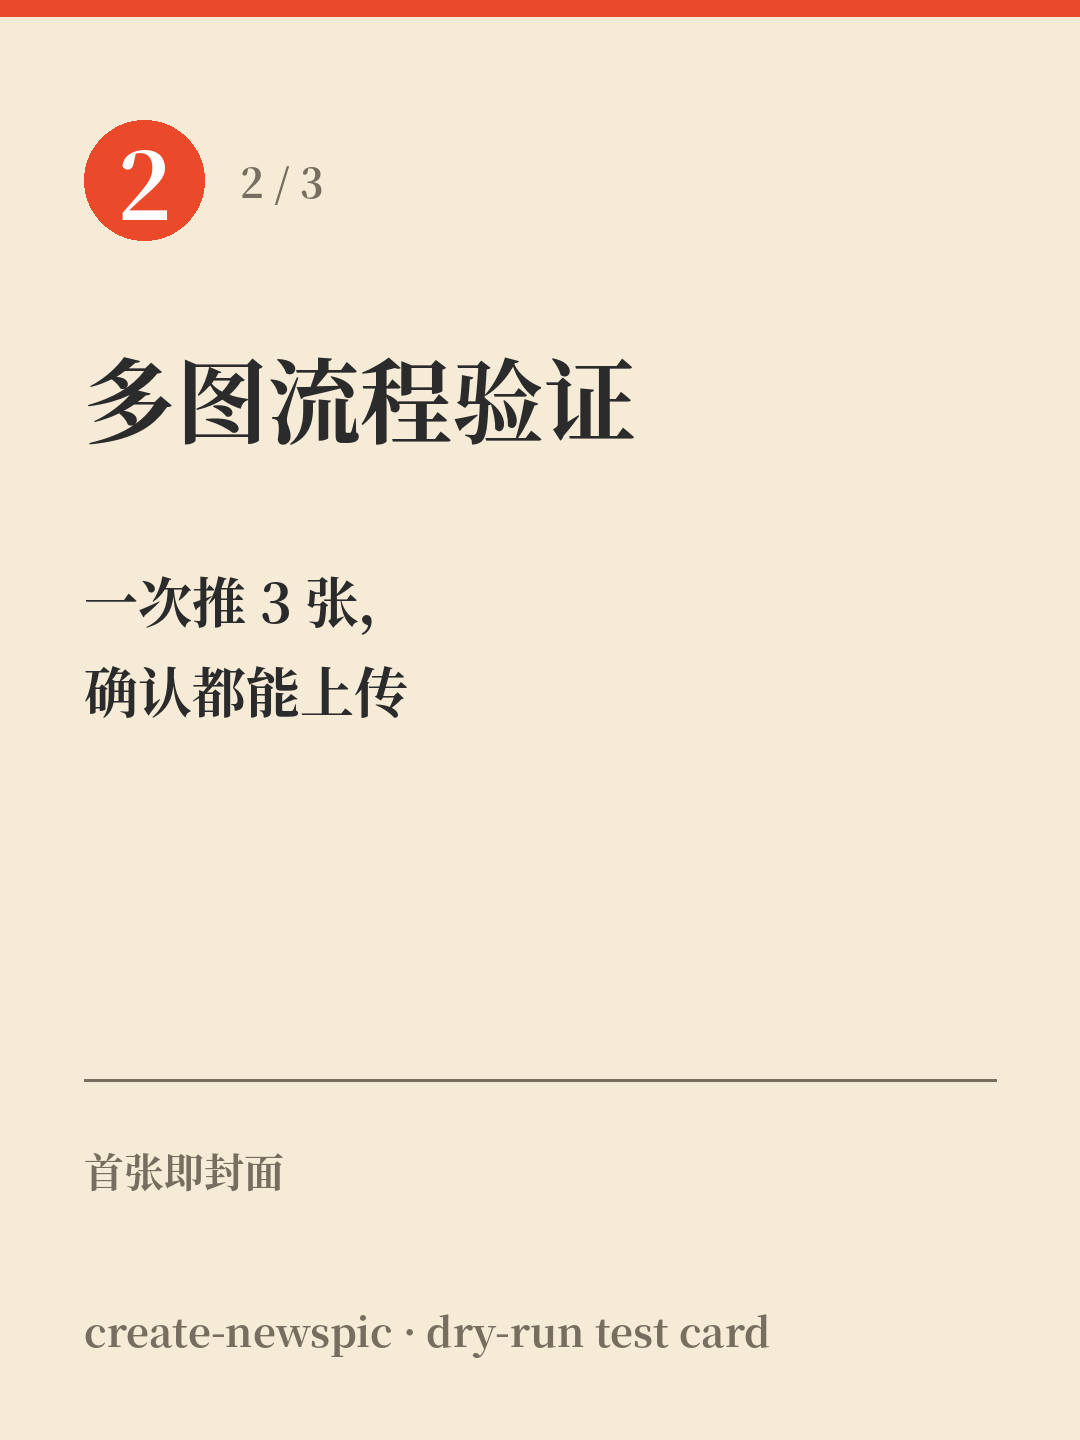 2
2 / 3
多图流程验证
一次推 3 张，
确认都能上传
首张即封面
create-newspic · dry-run test card